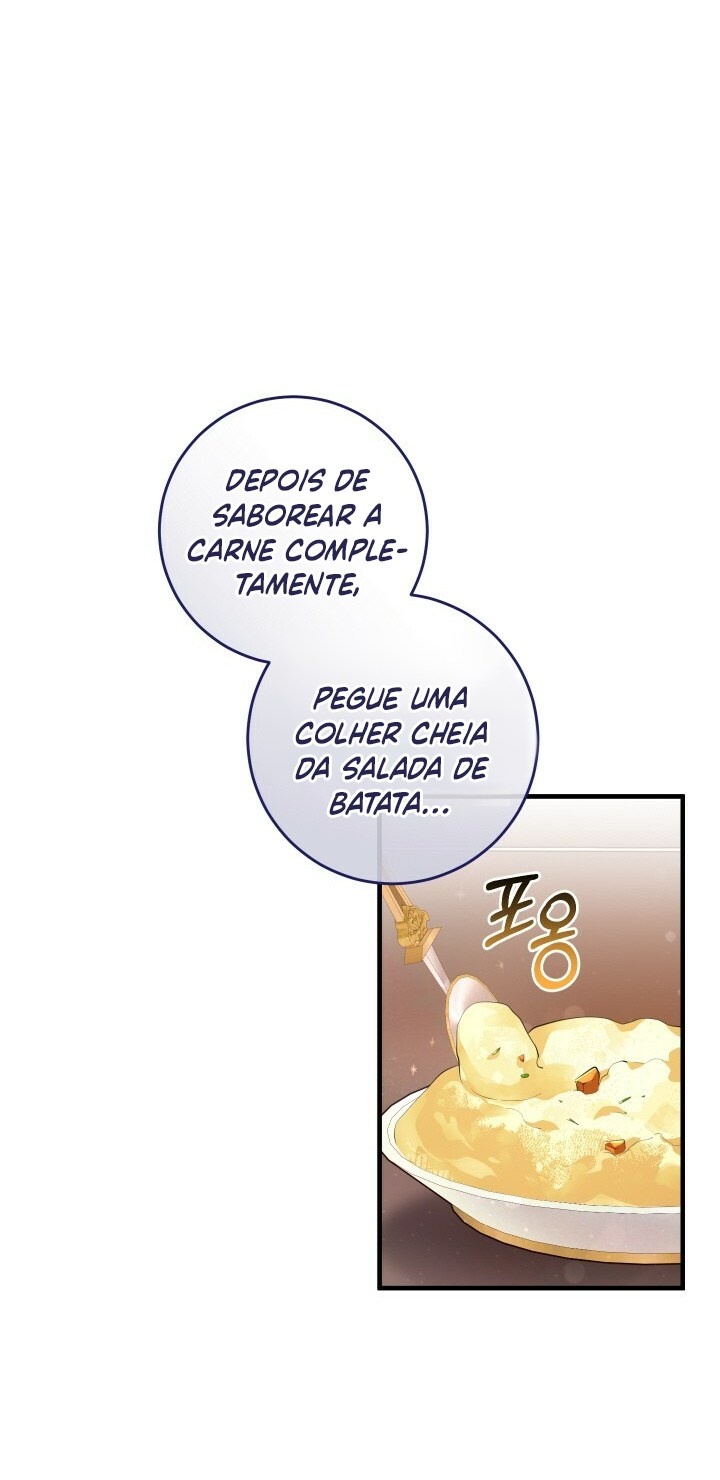 DEPOIS DE
SABOREAR A
CARNE COMPLE-
TAMENTE,
PEGUE UMA
COLHER CHEIA
DA SALADA DE
BATATA...
포옹